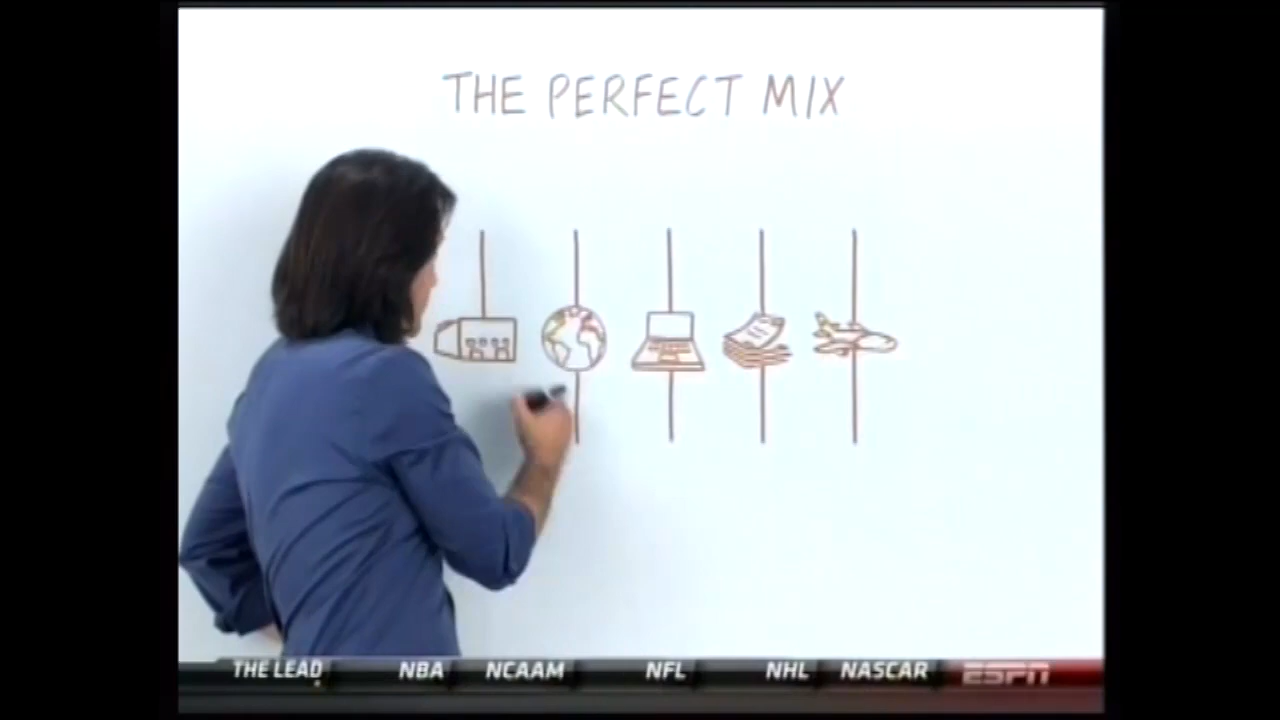 THE PERFECT MIX
THE LEAD NBA NCAAM NFL NHL NASCAR ESPN